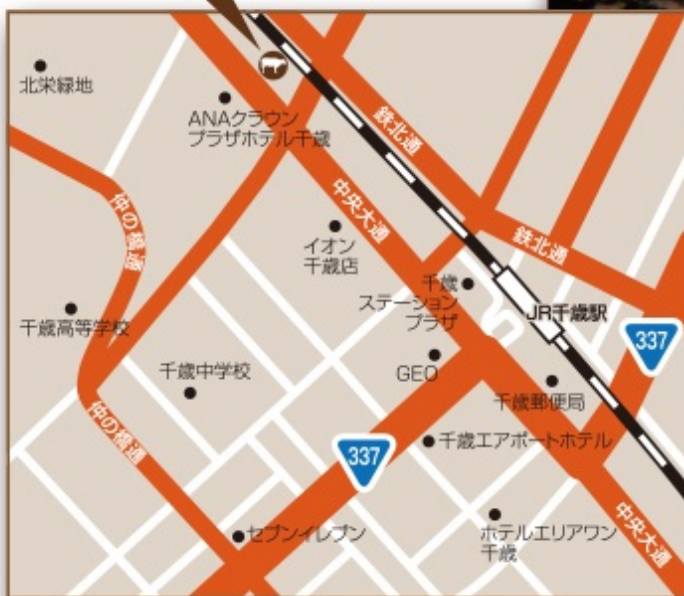 北栄緑地
ANAクラウン
プラザホテル千歳
鉄北通
仲の橋通
中央大通
イオン
千歳店
鉄北通
千歳
ステーション
プラザ
JR千歳駅
千歳高等学校
337
千歳中学校
GEO
千歳郵便局
仲の橋通
千歳エアポートホテル
337
セブンイレブン
ホテルエリアワン
千歳
中央大通